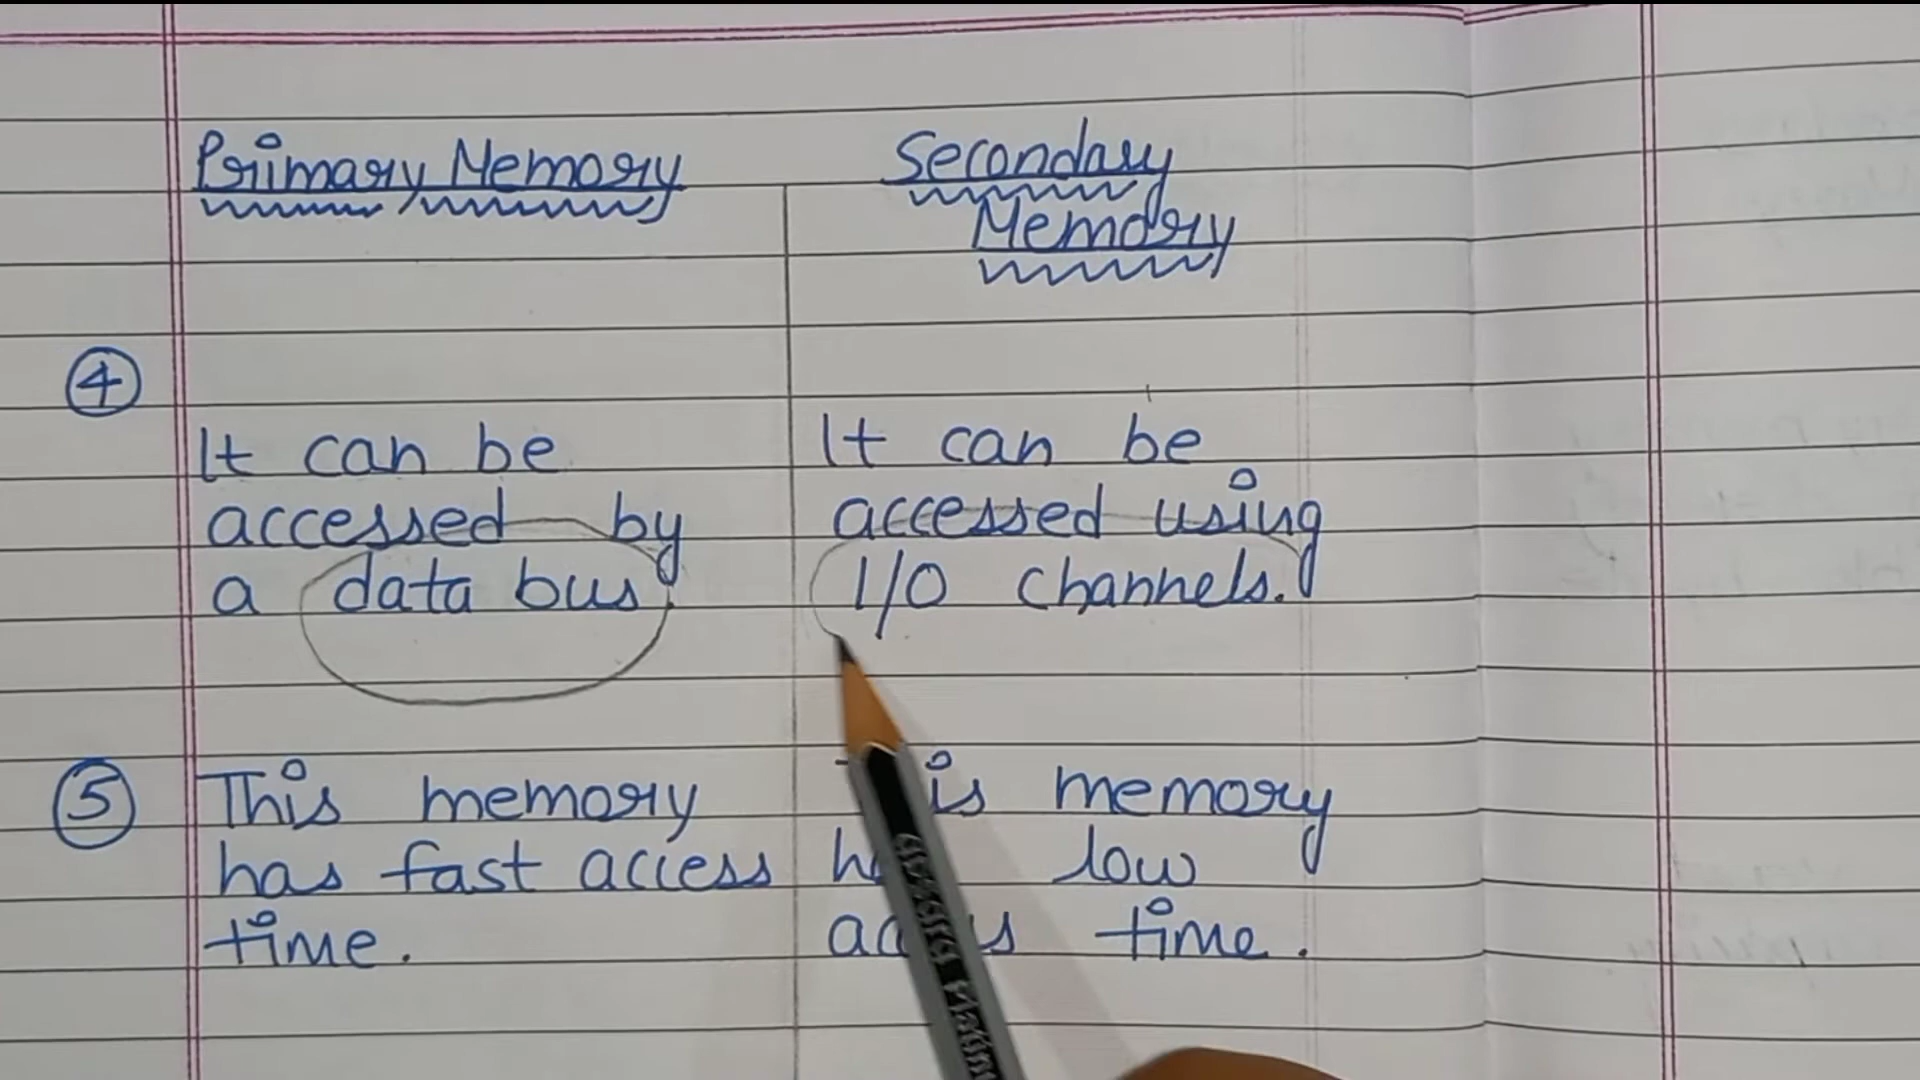 Primary Memory
Secondary
Memory
4
It can be
accessed by
a data bus.
It can be
accessed using
I/O channels.
5
This memory
has fast access
time.
memory
low
time.